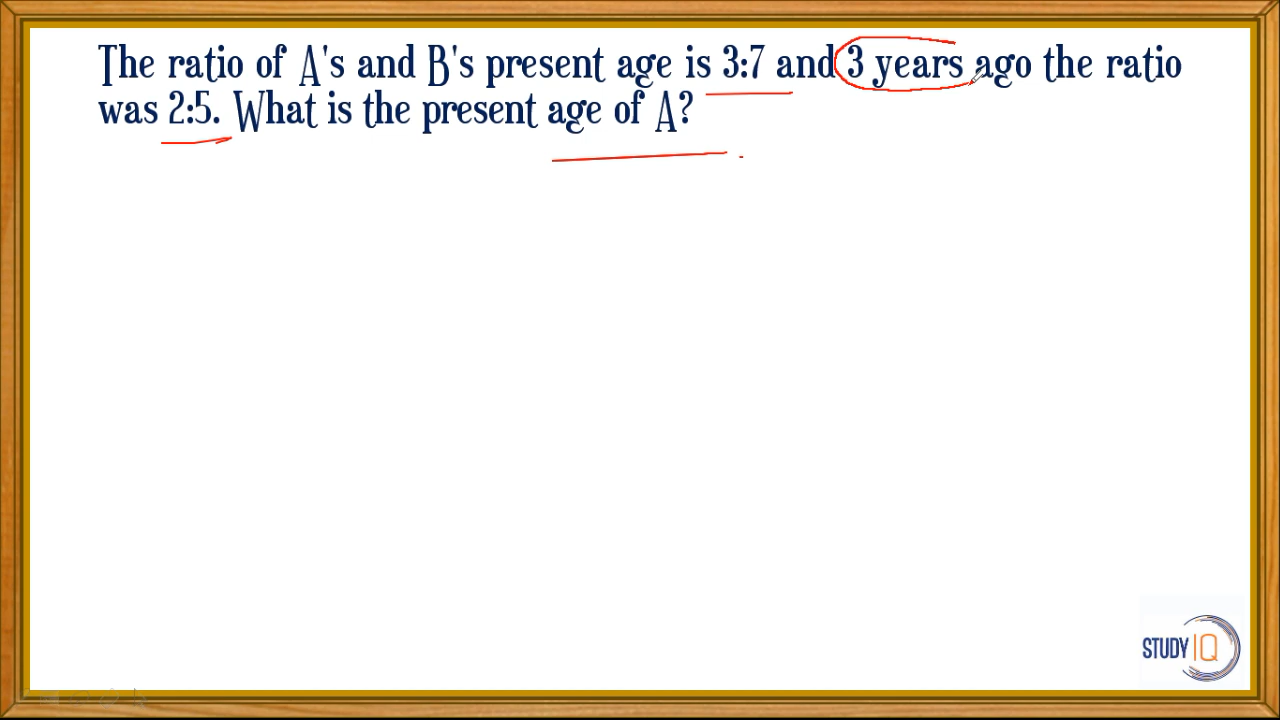 The ratio of A's and B's present age is 3:7 and 3 years ago the ratio
was 2:5. What is the present age of A?
STUDY IQ